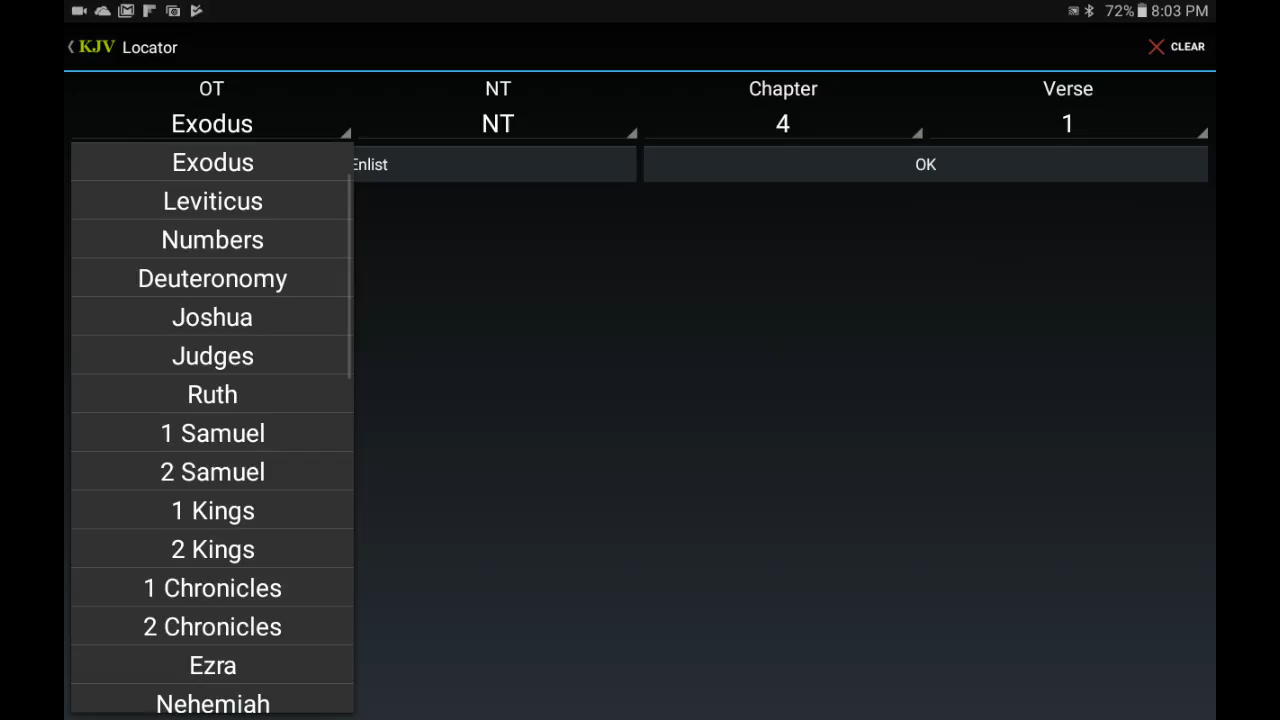 72% 8:03 PM
KJV Locator
CLEAR
OT NT Chapter Verse
Exodus NT 4 1
Enlist OK
Exodus
Leviticus
Numbers
Deuteronomy
Joshua
Judges
Ruth
1 Samuel
2 Samuel
1 Kings
2 Kings
1 Chronicles
2 Chronicles
Ezra
Nehemiah